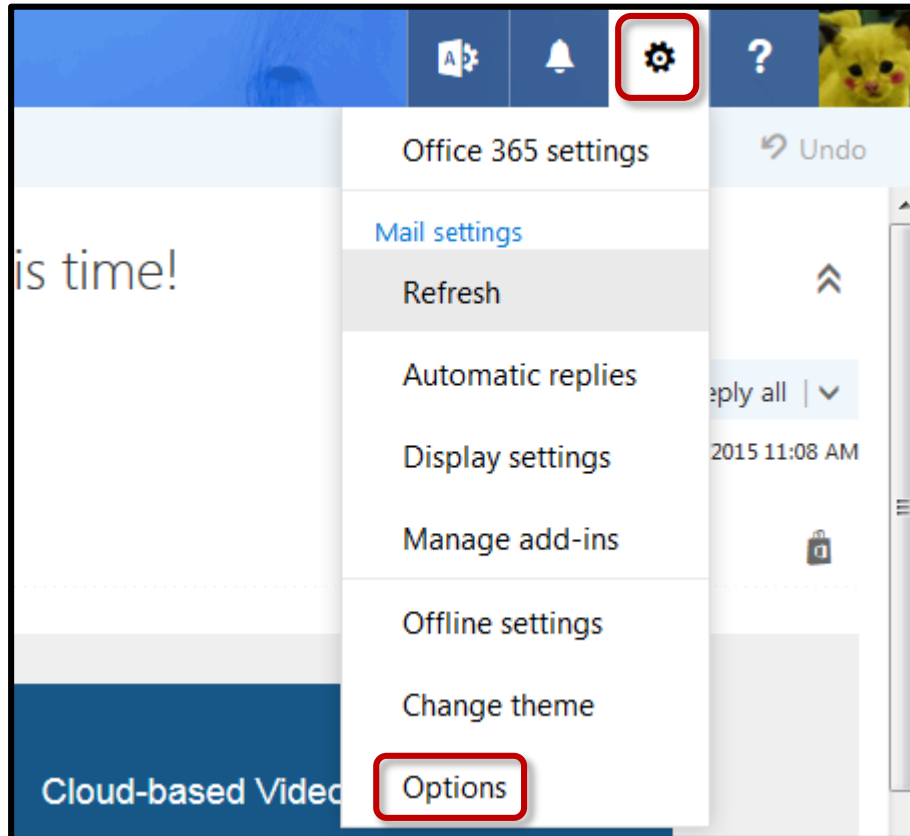 ?
Office 365 settings
Undo
Mail settings
is time!
Refresh
Automatic replies
eply all
Display settings
2015 11:08 AM
Manage add-ins
Offline settings
Change theme
Cloud-based Video
Options